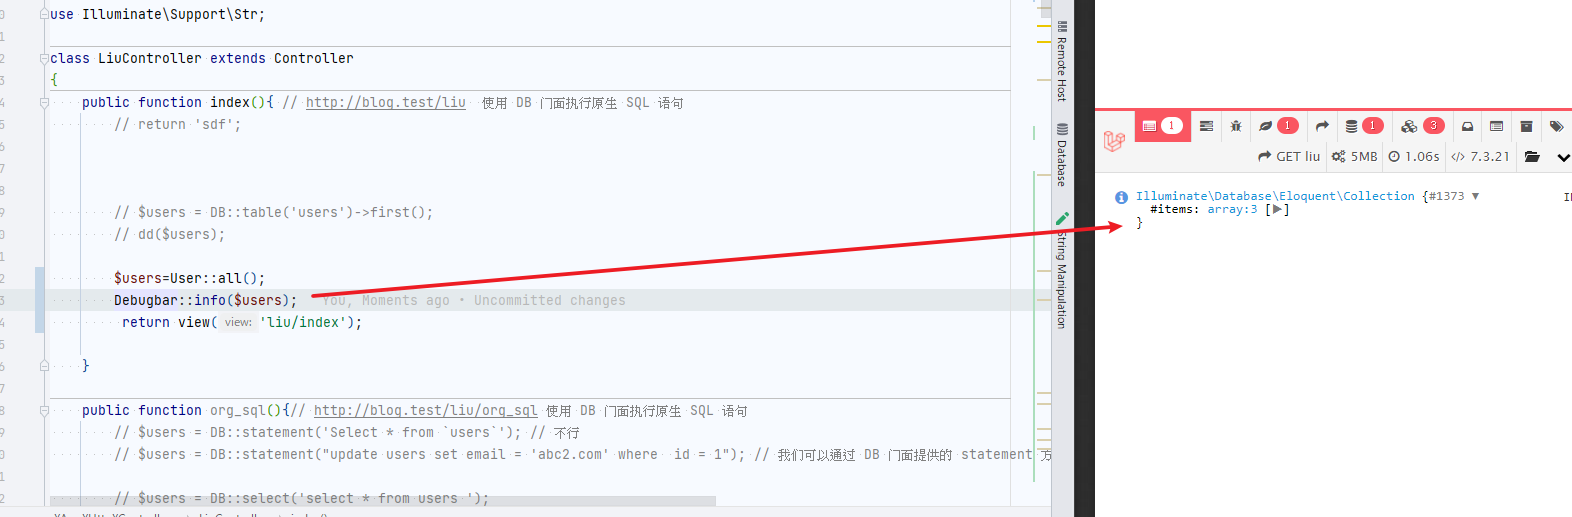 use Illuminate\Support\Str;
class LiuController extends Controller
{
public function index(){ // http://blog.test/liu 使用 DB 门面执行原生 SQL 语句
// return 'sdf';
// $users = DB::table('users')->first();
// dd($users);
$users=User::all();
Debugbar::info($users); You, Moments ago • Uncommitted changes
return view( view: 'liu/index');
}
public function org_sql(){// http://blog.test/liu/org_sql 使用 DB 门面执行原生 SQL 语句
// $users = DB::statement('Select * from `users`'); // 不行
// $users = DB::statement("update users set email = 'abc2.com' where  id = 1"); // 我们可以通过 DB 门面提供的 statement 方
// $users = DB::select('select * from users ');
Remote Host
Database
String Manipulation
1 1 1 3
GET liu 5MB 1.06s 7.3.21
Illuminate\Database\Eloquent\Collection {#1373 ▼
#items: array:3 [▶]
}